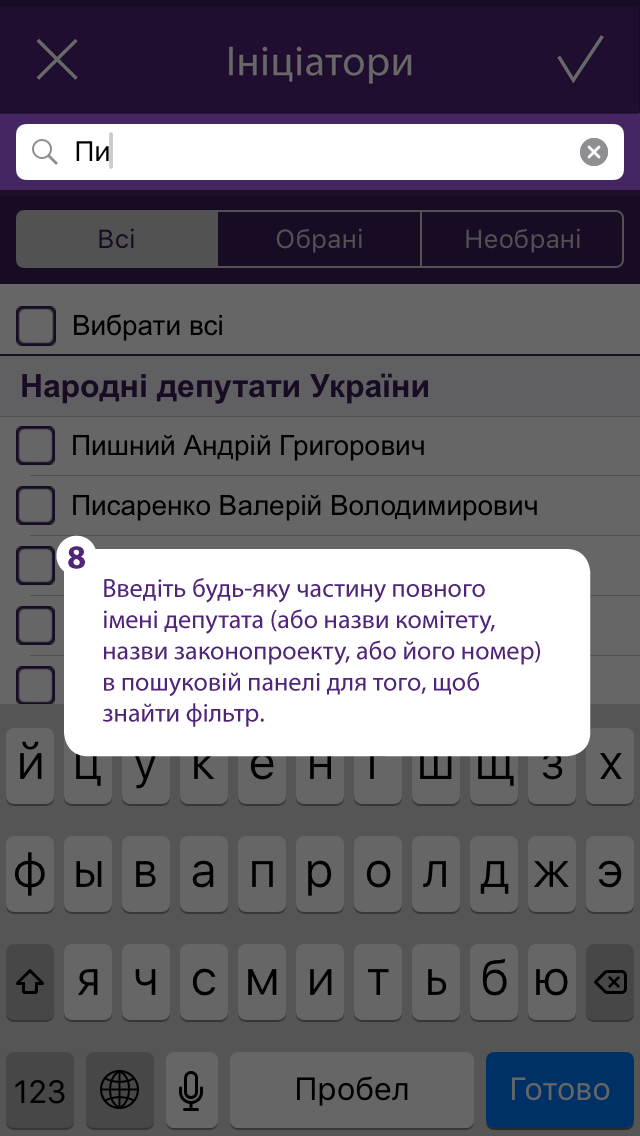 Ініціатори
Пи
Всі Обрані Необрані
Вибрати всі
Народні депутати України
Пишний Андрій Григорович
Писаренко Валерій Володимирович
8
Введіть будь-яку частину повного
імені депутата (або назви комітету,
назви законопроекту, або його номер)
в пошуковій панелі для того, щоб
знайти фільтр.
й ц у к е н г ш щ з х
ф ы в а п р о л д ж э
я ч с м и т ь б ю
123 Пробел Готово